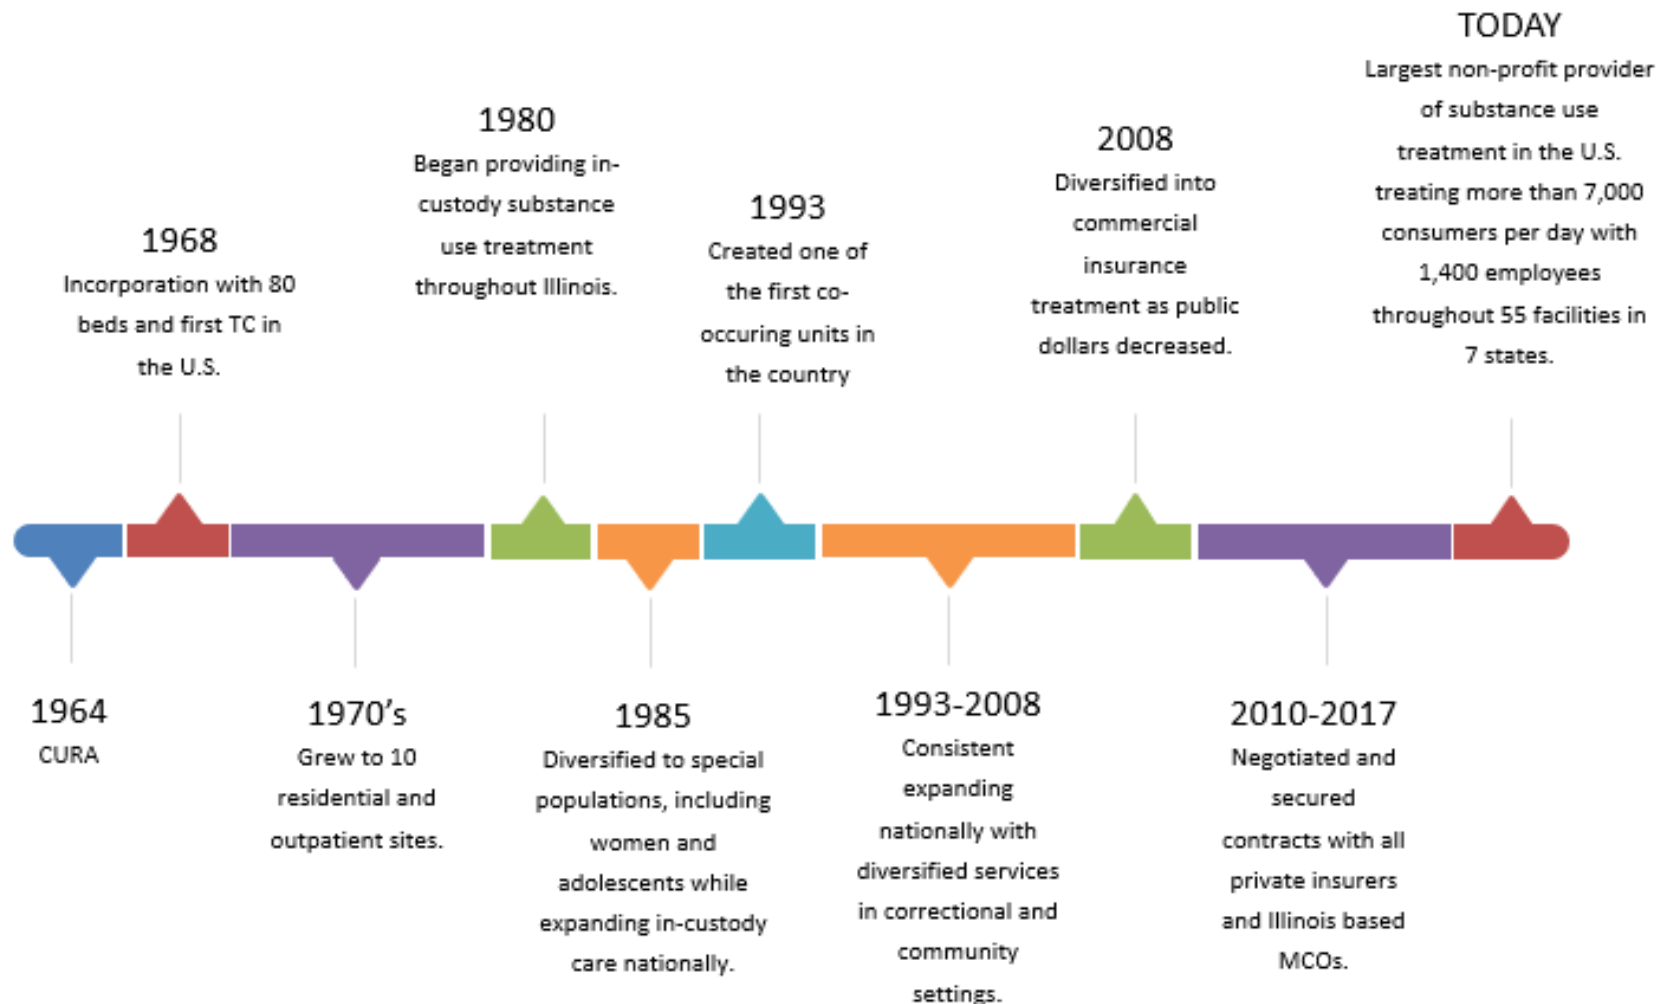 1964
CURA
1968
Incorporation with 80
beds and first TC in
the U.S.
1970's
Grew to 10
residential and
outpatient sites.
1980
Began providing in-
custody substance
use treatment
throughout Illinois.
1985
Diversified to special
populations, including
women and
adolescents while
expanding in-custody
care nationally.
1993
Created one of
the first co-
occuring units in
the country
1993-2008
Consistent
expanding
nationally with
diversified services
in correctional and
community
settings.
2008
Diversified into
commercial
insurance
treatment as public
dollars decreased.
2010-2017
Negotiated and
secured
contracts with all
private insurers
and Illinois based
MCOs.
TODAY
Largest non-profit provider
of substance use
treatment in the U.S.
treating more than 7,000
consumers per day with
1,400 employees
throughout 55 facilities in
7 states.